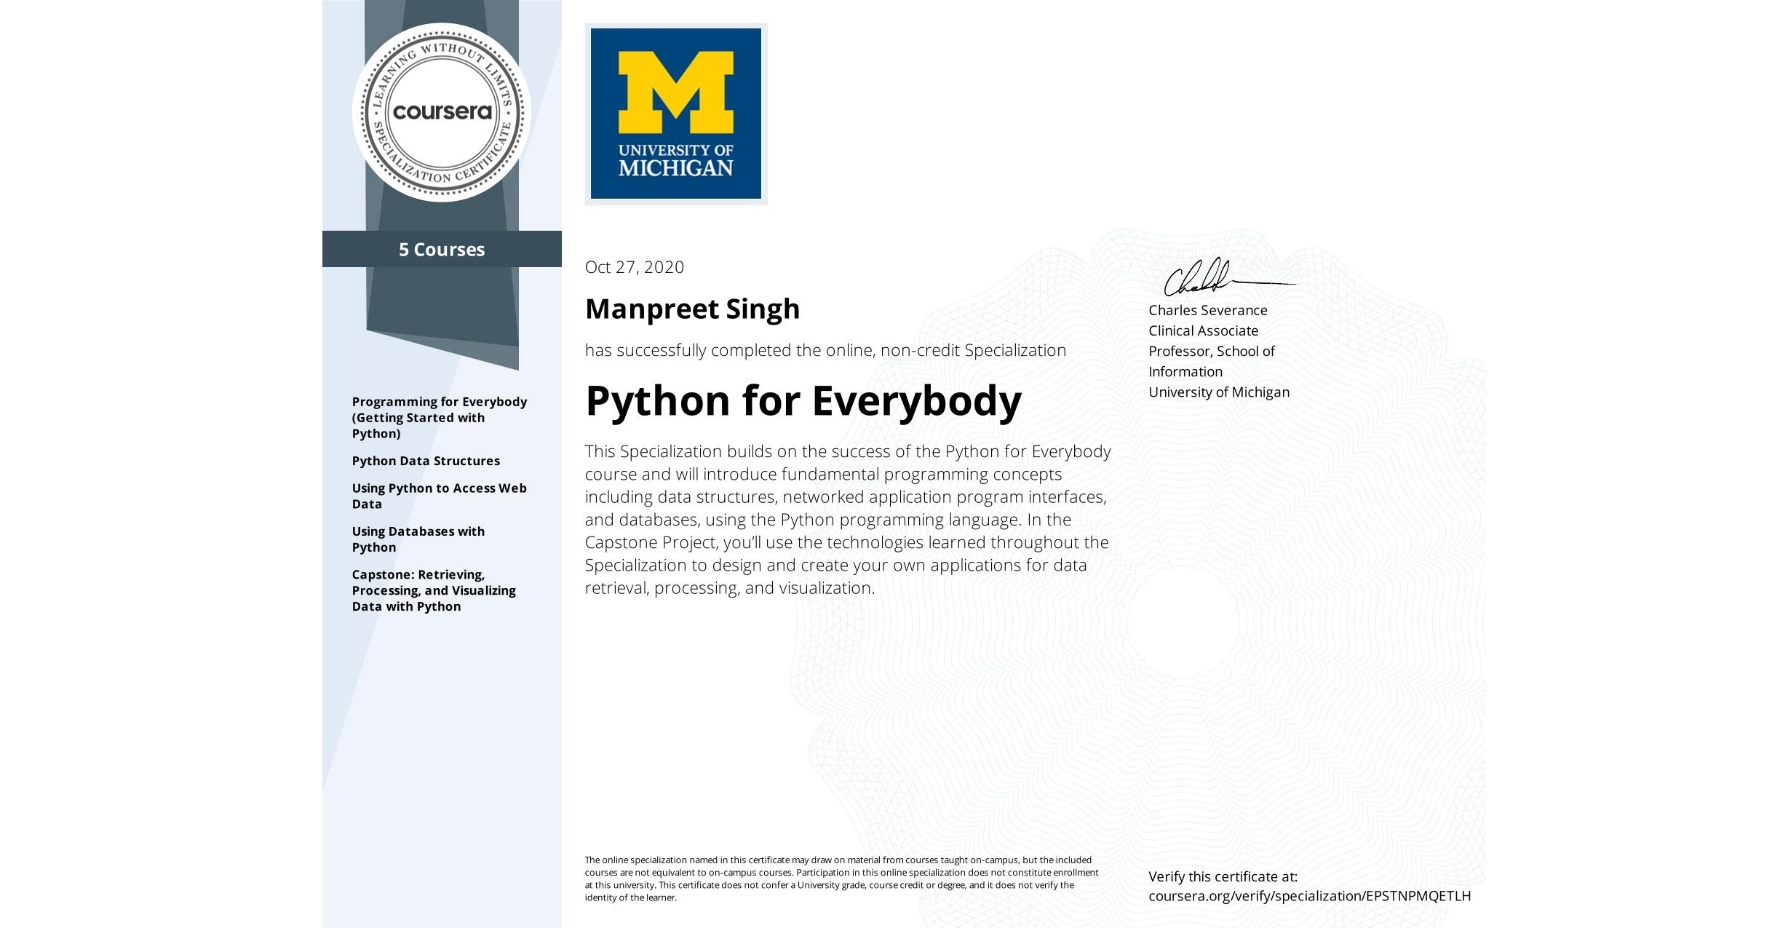 LEARNING WITHOUT LIMITS
coursera
SPECIALIZATION CERTIFICATE
5 Courses
Programming for Everybody
(Getting Started with
Python)
Python Data Structures
Using Python to Access Web
Data
Using Databases with
Python
Capstone: Retrieving,
Processing, and Visualizing
Data with Python
M
UNIVERSITY OF
MICHIGAN
Oct 27, 2020
Manpreet Singh
has successfully completed the online, non-credit Specialization
Python for Everybody
This Specialization builds on the success of the Python for Everybody
course and will introduce fundamental programming concepts
including data structures, networked application program interfaces,
and databases, using the Python programming language. In the
Capstone Project, you’ll use the technologies learned throughout the
Specialization to design and create your own applications for data
retrieval, processing, and visualization.
Charles Severance
Clinical Associate
Professor, School of
Information
University of Michigan
The online specialization named in this certificate may draw on material from courses taught on-campus, but the included
courses are not equivalent to on-campus courses. Participation in this online specialization does not constitute enrollment
at this university. This certificate does not confer a University grade, course credit or degree, and it does not verify the
identity of the learner.
Verify this certificate at:
coursera.org/verify/specialization/EPSTNPMQETLH